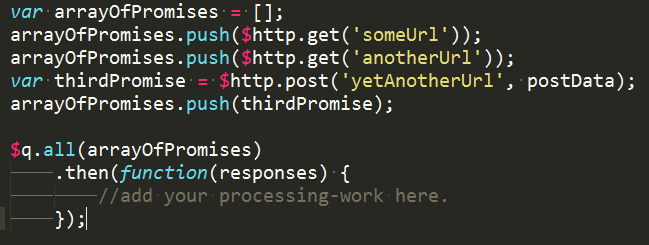 var arrayOfPromises = [];
arrayOfPromises.push($http.get('someUrl'));
arrayOfPromises.push($http.get('anotherUrl'));
var thirdPromise = $http.post('yetAnotherUrl', postData);
arrayOfPromises.push(thirdPromise);

$q.all(arrayOfPromises)
    .then(function(responses) {
        //add your processing-work here.
    });